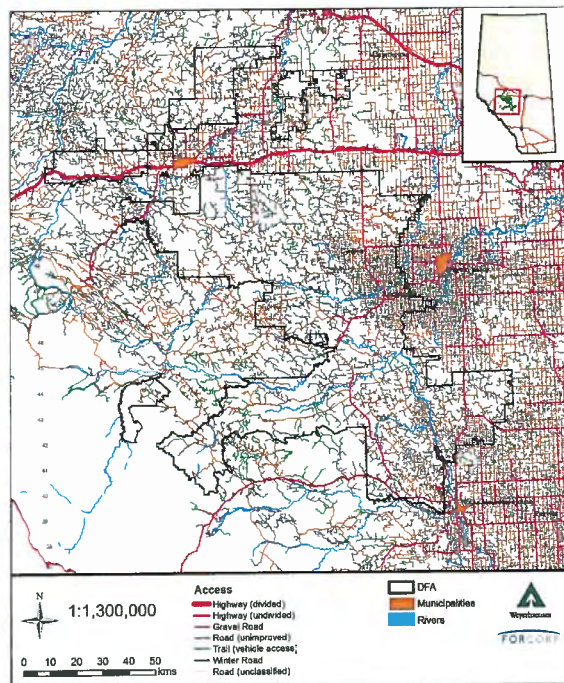 N
1:1,300,000
0 10 20 30 40 50
kms
Access
Highway (divided)
Highway (undivided)
Gravel Road
Road (unimproved)
Trail (vehicle access)
Winter Road
Road (unclassified)
DFA
Municipalities
Rivers
Weyerhaeuser
FORCORP